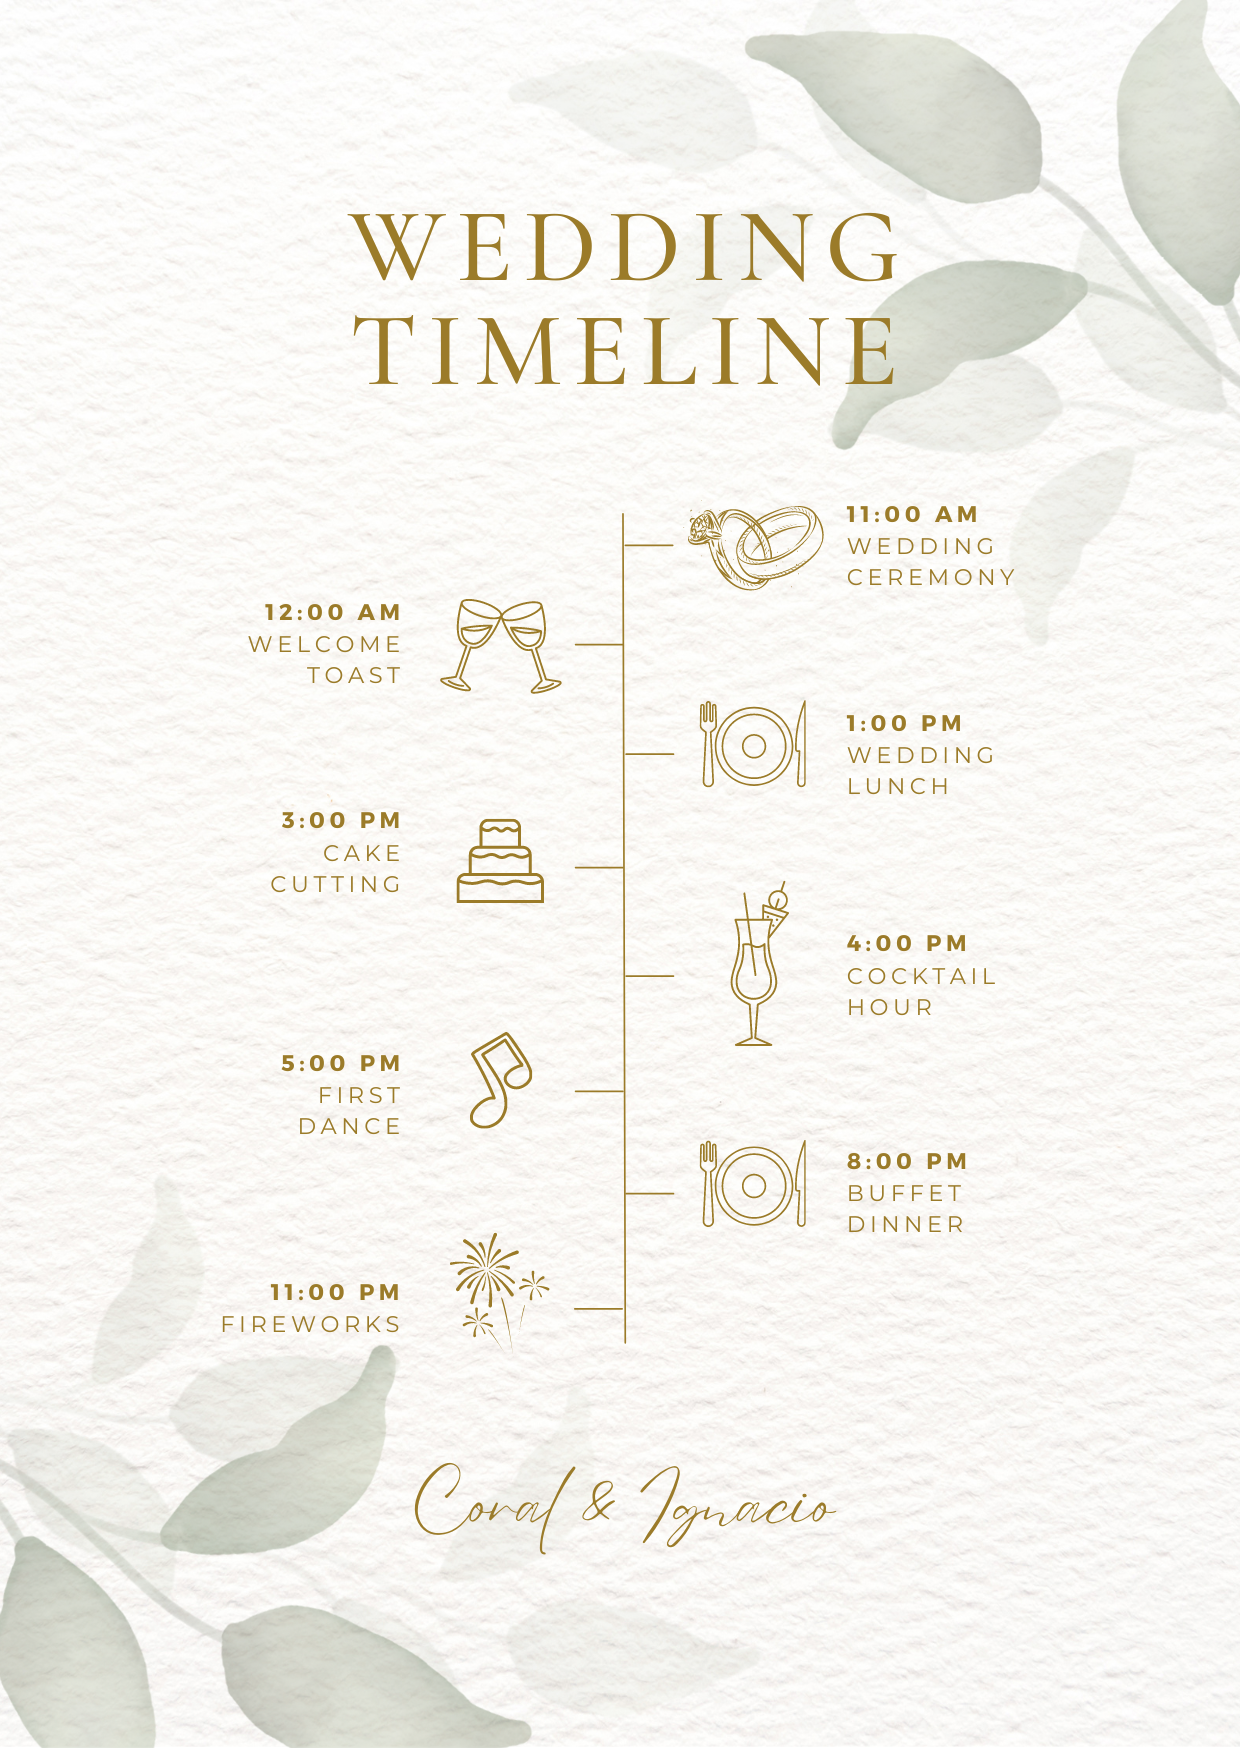 WEDDING
TIMELINE
11:00 AM
WEDDING
CEREMONY
12:00 AM
WELCOME
TOAST
1:00 PM
WEDDING
LUNCH
3:00 PM
CAKE
CUTTING
4:00 PM
COCKTAIL
HOUR
5:00 PM
FIRST
DANCE
8:00 PM
BUFFET
DINNER
11:00 PM
FIREWORKS
Coral & Ignacio